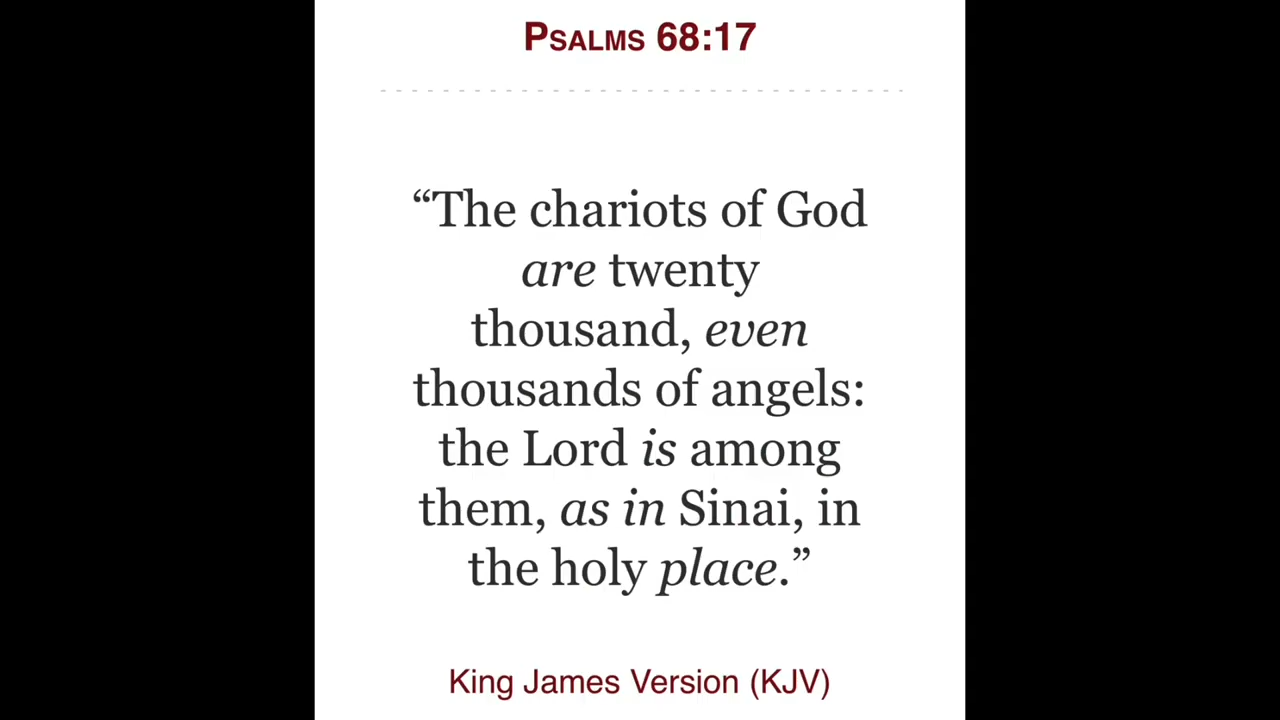 PSALMS 68:17
“The chariots of God
are twenty
thousand, even
thousands of angels:
the Lord is among
them, as in Sinai, in
the holy place.”
King James Version (KJV)